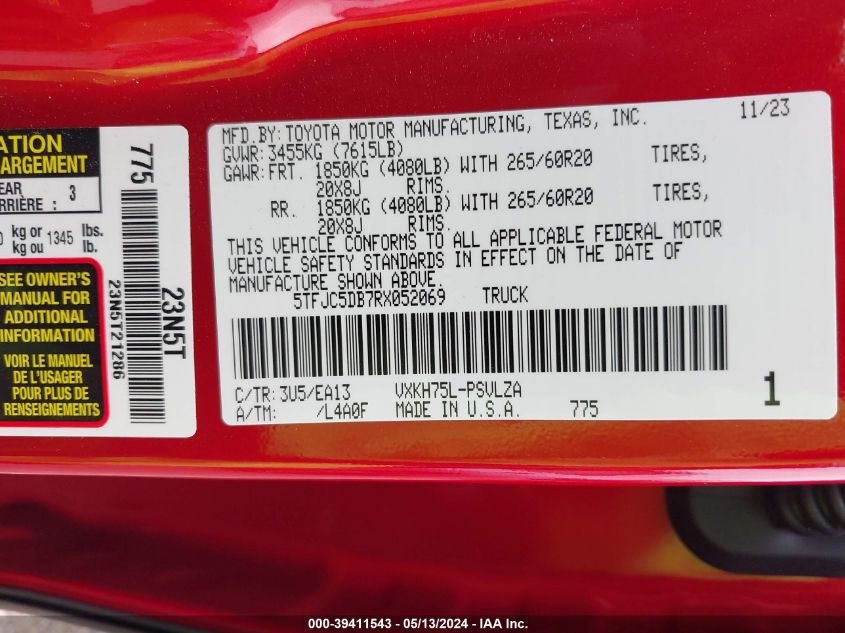 ATION
CHARGEMENT
EAR
RRIÈRE : 3
kg or 1345 lbs.
kg ou lb.
SEE OWNER'S
MANUAL FOR
ADDITIONAL
INFORMATION
VOIR LE MANUEL
DE L'USAGER
POUR PLUS DE
RENSEIGNEMENTS
775
23N5T21286
23N5T
11/23
MFD.BY: TOYOTA MOTOR MANUFACTURING, TEXAS, INC.
GVWR: 3455KG (7615LB)
GAWR: FRT. 1850KG (4080LB) WITH 265/60R20 TIRES,
20X8J RIMS.
RR. 1850KG (4080LB) WITH 265/60R20 TIRES,
20X8J RIMS.
THIS VEHICLE CONFORMS TO ALL APPLICABLE FEDERAL MOTOR
VEHICLE SAFETY STANDARDS IN EFFECT ON THE DATE OF
MANUFACTURE SHOWN ABOVE.
5TFJC5DB7RX052069 TRUCK
C/TR: 3U5/EA13 VXKH75L-PSVLZA
A/TM: /L4A0F MADE IN U.S.A. 775 1
000-39411543 - 05/13/2024 - IAA Inc.